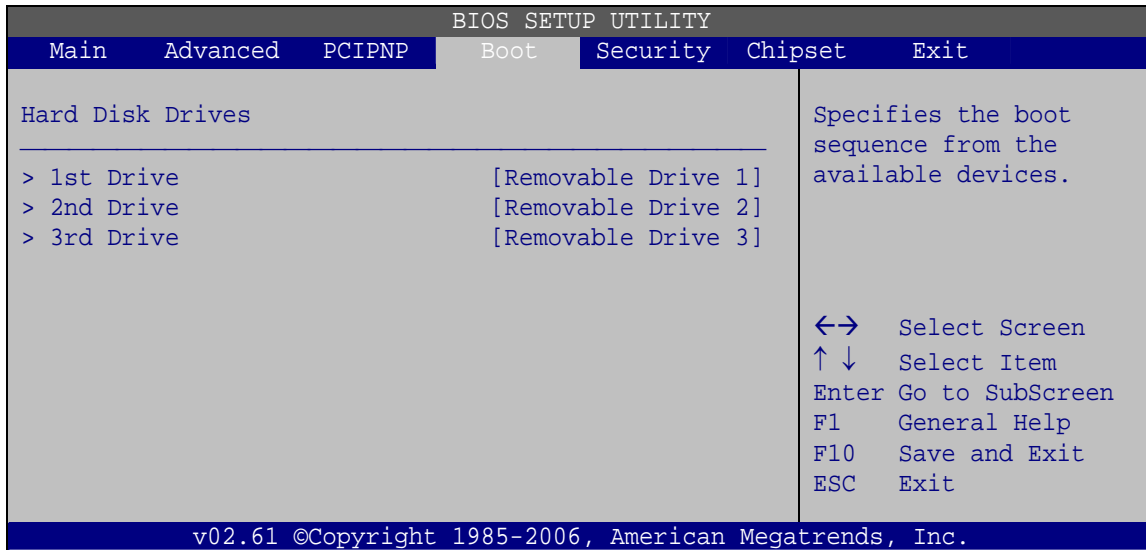 BIOS SETUP UTILITY
Main Advanced PCIPNP Boot Security Chipset Exit
Hard Disk Drives
> 1st Drive [Removable Drive 1]
> 2nd Drive [Removable Drive 2]
> 3rd Drive [Removable Drive 3]
Specifies the boot
sequence from the
available devices.
←→ Select Screen
↑ ↓ Select Item
Enter Go to SubScreen
F1 General Help
F10 Save and Exit
ESC Exit
v02.61 ©Copyright 1985-2006, American Megatrends, Inc.